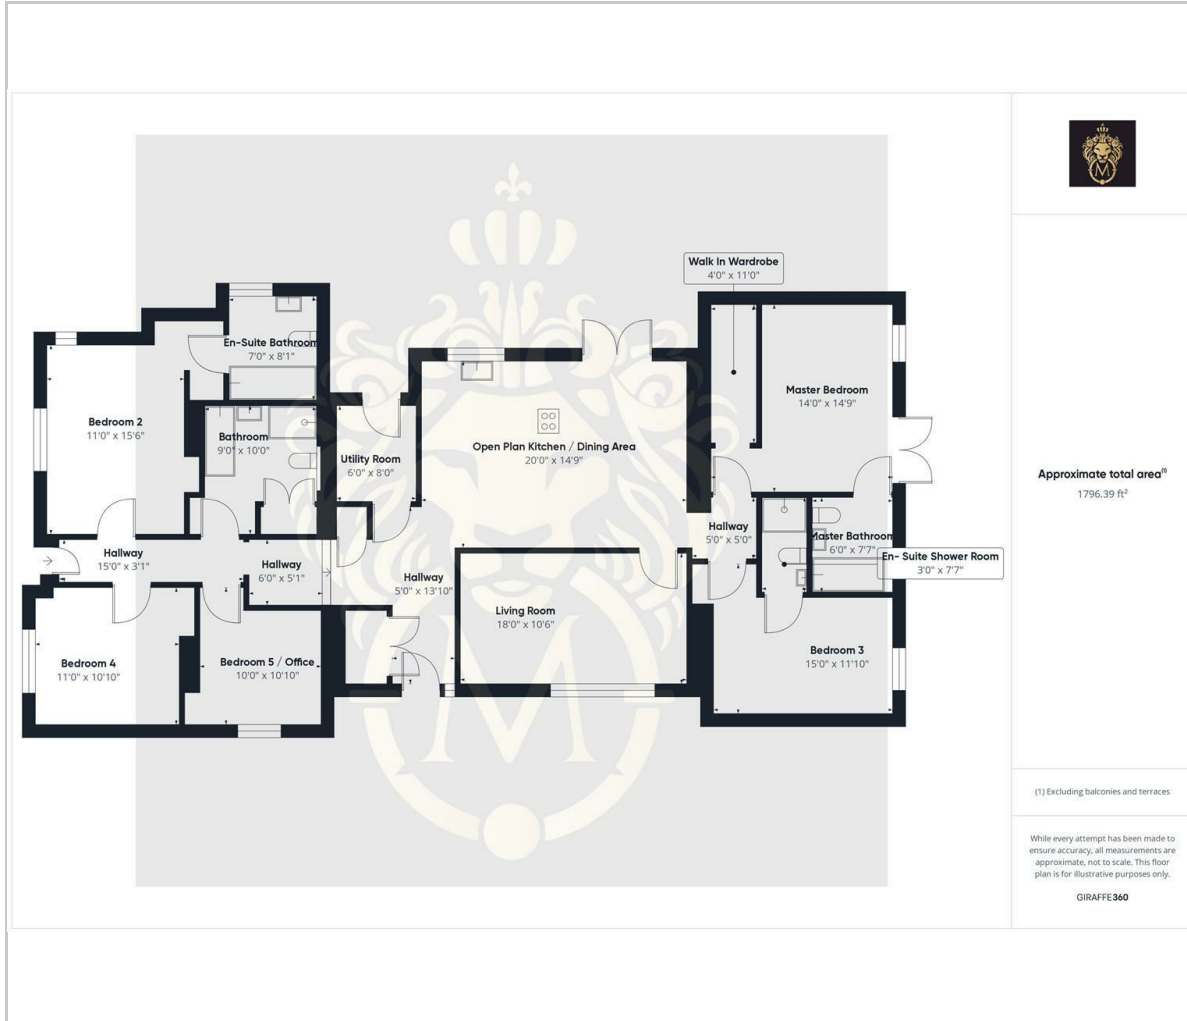 Walk In Wardrobe
4'0" x 11'0"
En-Suite Bathroom
7'0" x 8'1"
Master Bedroom
14'0" x 14'9"
Bedroom 2
11'0" x 15'6"
Bathroom
9'0" x 10'0"
Utility Room
6'0" x 8'0"
Open Plan Kitchen / Dining Area
20'0" x 14'9"
Hallway
5'0" x 5'0"
Master Bathroom
6'0" x 7'7"
En- Suite Shower Room
3'0" x 7'7"
Hallway
15'0" x 3'1"
Hallway
6'0" x 5'1"
Hallway
5'0" x 13'10"
Living Room
18'0" x 10'6"
Bedroom 4
11'0" x 10'10"
Bedroom 5 / Office
10'0" x 10'10"
Bedroom 3
15'0" x 11'10"
M
M
Approximate total area(1)
1796.39 ft²
(1) Excluding balconies and terraces
While every attempt has been made to
ensure accuracy, all measurements are
approximate, not to scale. This floor
plan is for illustrative purposes only.
GIRAFFE360